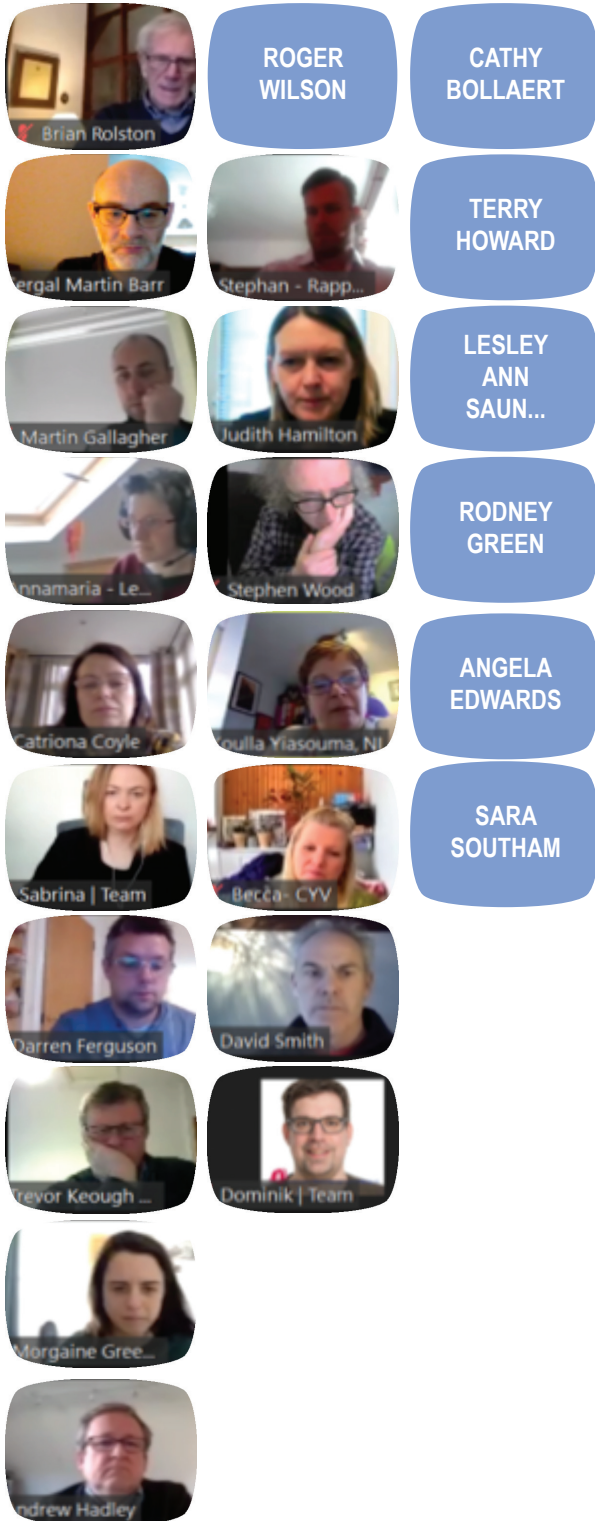 Brian Rolston
ROGER
WILSON
CATHY
BOLLAERT
ergal Martin Barr
Stephan - Rapp...
TERRY
HOWARD
Martin Gallagher
Judith Hamilton
LESLEY
ANN
SAUN...
nnamaria - Le...
Stephen Wood
RODNEY
GREEN
Catriona Coyle
oulla Yiasouma, NI
ANGELA
EDWARDS
Sabrina | Team
Becca- CYV
SARA
SOUTHAM
Darren Ferguson
David Smith
Trevor Keough ...
Dominik | Team
Morgaine Gree...
ndrew Hadley